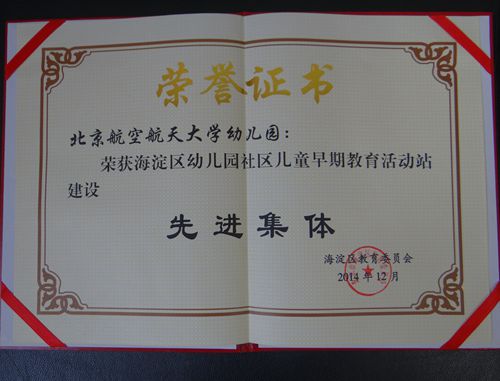 荣誉证书
北京航空航天大学幼儿园：
荣获海淀区幼儿园社区儿童早期教育活动站
建设
先进集体
海淀区教育委员会
2014年12月